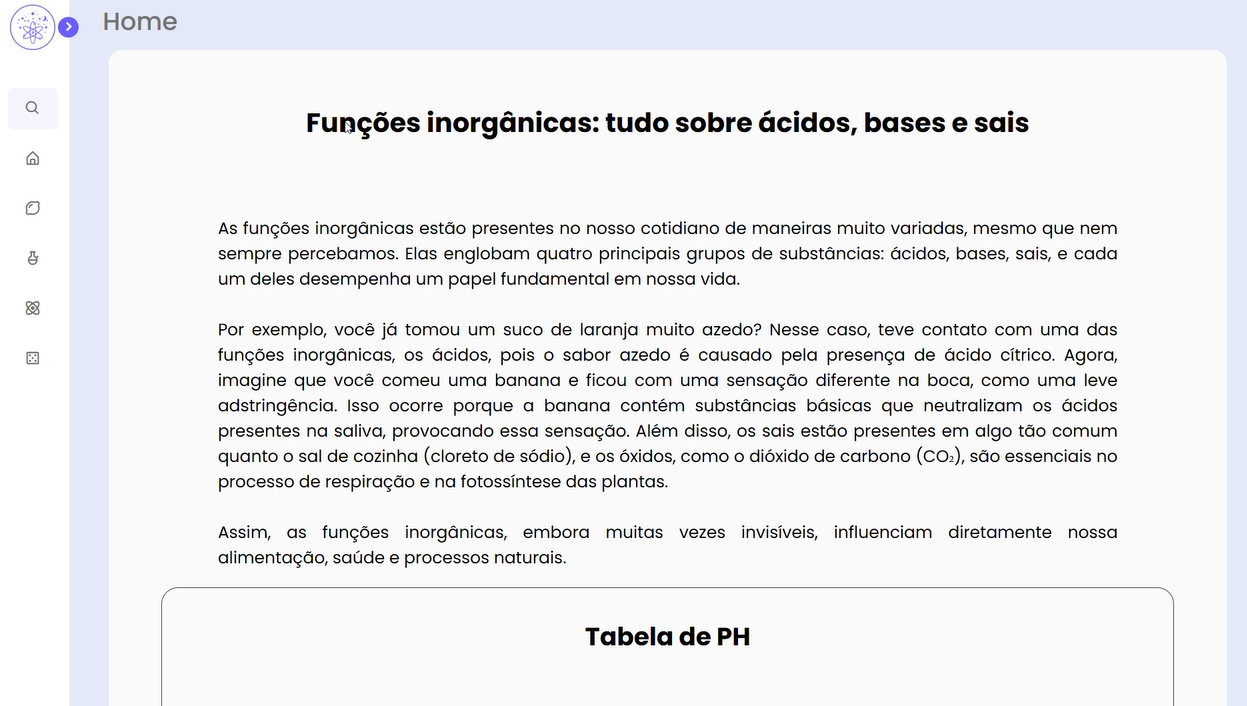 Home
Funções inorgânicas: tudo sobre ácidos, bases e sais
As funções inorgânicas estão presentes no nosso cotidiano de maneiras muito variadas, mesmo que nem
sempre percebamos. Elas englobam quatro principais grupos de substâncias: ácidos, bases, sais, e cada
um deles desempenha um papel fundamental em nossa vida.
Por exemplo, você já tomou um suco de laranja muito azedo? Nesse caso, teve contato com uma das
funções inorgânicas, os ácidos, pois o sabor azedo é causado pela presença de ácido cítrico. Agora,
imagine que você comeu uma banana e ficou com uma sensação diferente na boca, como uma leve
adstringência. Isso ocorre porque a banana contém substâncias básicas que neutralizam os ácidos
presentes na saliva, provocando essa sensação. Além disso, os sais estão presentes em algo tão comum
quanto o sal de cozinha (cloreto de sódio), e os óxidos, como o dióxido de carbono (CO₂), são essenciais no
processo de respiração e na fotossíntese das plantas.
Assim, as funções inorgânicas, embora muitas vezes invisíveis, influenciam diretamente nossa
alimentação, saúde e processos naturais.
Tabela de PH